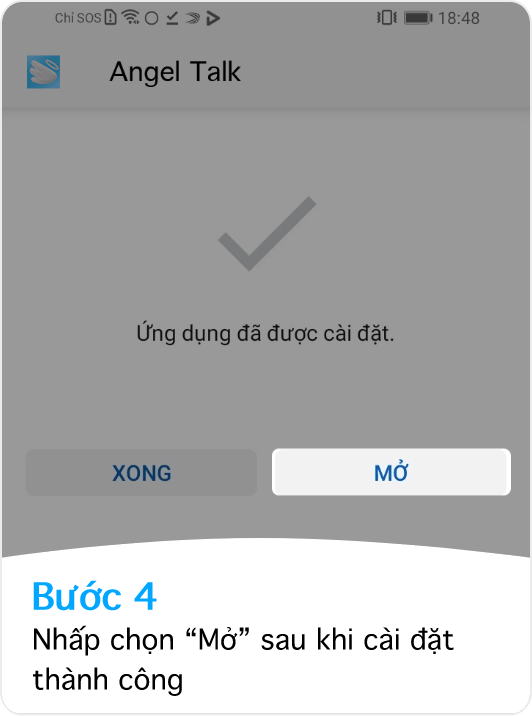 Chỉ SOS 18:48
Angel Talk
Ứng dụng đã được cài đặt.
XONG MỞ
Bước 4
Nhấp chọn “Mở” sau khi cài đặt
thành công